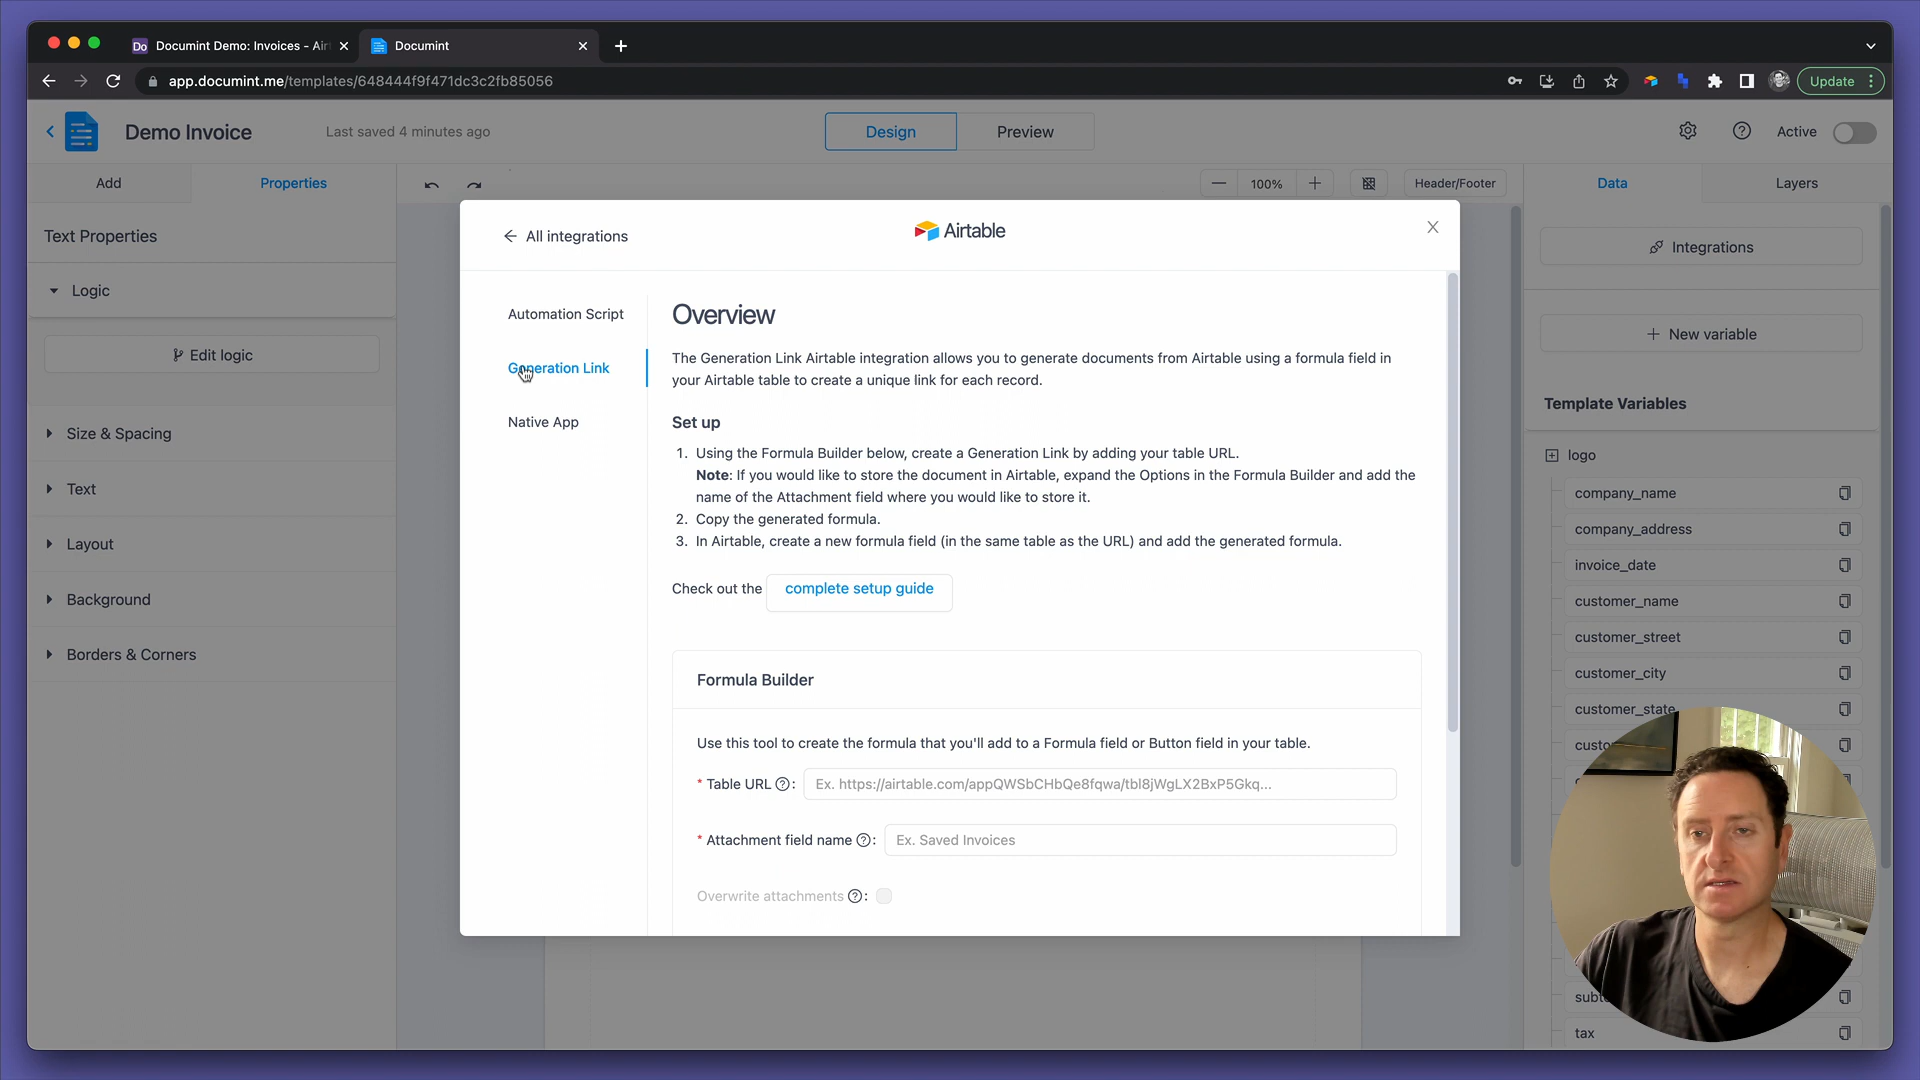 Do Documint Demo: Invoices - Air
Documint
app.documint.me/templates/648444f9f471dc3c2fb85056
Update
Demo Invoice
Last saved 4 minutes ago
Design
Preview
Active
Add
Properties
100%
Header/Footer
Data
Layers
Text Properties
Logic
Edit logic
Size & Spacing
Text
Layout
Background
Borders & Corners
All integrations
Airtable
Automation Script
Generation Link
Native App
Overview
The Generation Link Airtable integration allows you to generate documents from Airtable using a formula field in
your Airtable table to create a unique link for each record.
Set up
1. Using the Formula Builder below, create a Generation Link by adding your table URL.
Note: If you would like to store the document in Airtable, expand the Options in the Formula Builder and add the
name of the Attachment field where you would like to store it.
2. Copy the generated formula.
3. In Airtable, create a new formula field (in the same table as the URL) and add the generated formula.
Check out the complete setup guide
Formula Builder
Use this tool to create the formula that you'll add to a Formula field or Button field in your table.
* Table URL ? : Ex. https://airtable.com/appQWSbCHbQe8fqwa/tbl8jWgLX2BxP5Gkq...
* Attachment field name ? : Ex. Saved Invoices
Overwrite attachments ? :
Integrations
New variable
Template Variables
logo
company_name
company_address
invoice_date
customer_name
customer_street
customer_city
customer_state
tax